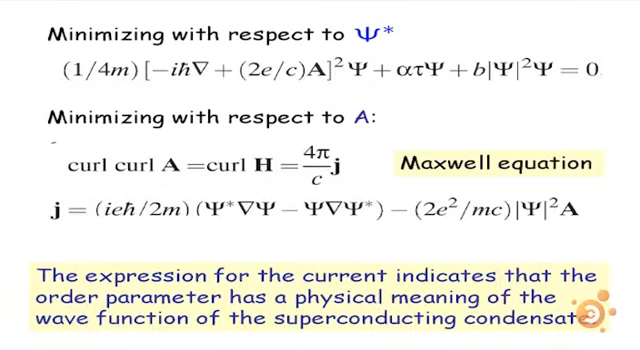 Minimizing with respect to Ψ*
(1/4m) [−iħ∇ + (2e/c)A]² Ψ + ατΨ + b|Ψ|²Ψ = 0
Minimizing with respect to A:
curl curl A =curl H = 4π/c j
Maxwell equation
j = (ieħ/2m) (Ψ*∇Ψ − Ψ∇Ψ*) − (2e²/mc)|Ψ|²A
The expression for the current indicates that the
order parameter has a physical meaning of the
wave function of the superconducting condensate